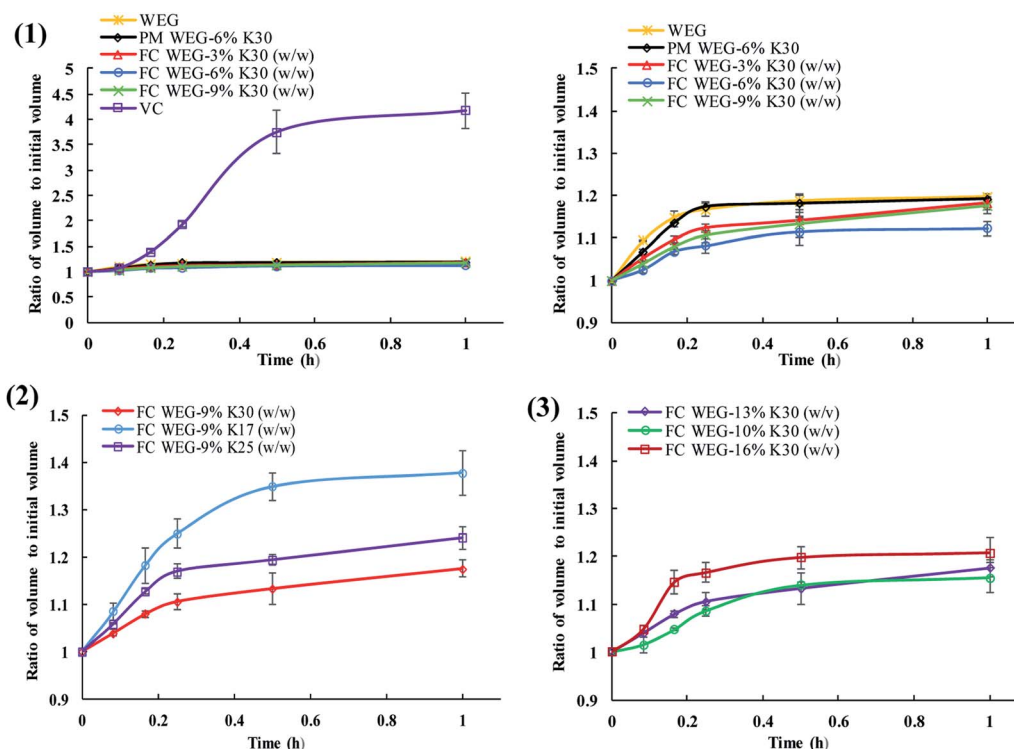 (1)
WEG
PM WEG-6% K30
FC WEG-3% K30 (w/w)
FC WEG-6% K30 (w/w)
FC WEG-9% K30 (w/w)
VC
Ratio of volume to initial volume
5
4.5
4
3.5
3
2.5
2
1.5
1
0.5
0
0
0.2
0.4
0.6
0.8
1
Time (h)
WEG
PM WEG-6% K30
FC WEG-3% K30 (w/w)
FC WEG-6% K30 (w/w)
FC WEG-9% K30 (w/w)
Ratio of volume to initial volume
1.5
1.4
1.3
1.2
1.1
1
0.9
0
0.2
0.4
0.6
0.8
1
Time (h)
(2)
FC WEG-9% K30 (w/w)
FC WEG-9% K17 (w/w)
FC WEG-9% K25 (w/w)
Ratio of volume to initial volume
1.5
1.4
1.3
1.2
1.1
1
0.9
0
0.2
0.4
0.6
0.8
1
Time (h)
(3)
FC WEG-13% K30 (w/v)
FC WEG-10% K30 (w/v)
FC WEG-16% K30 (w/v)
Ratio of volume to initial volume
1.5
1.4
1.3
1.2
1.1
1
0.9
0
0.2
0.4
0.6
0.8
1
Time (h)